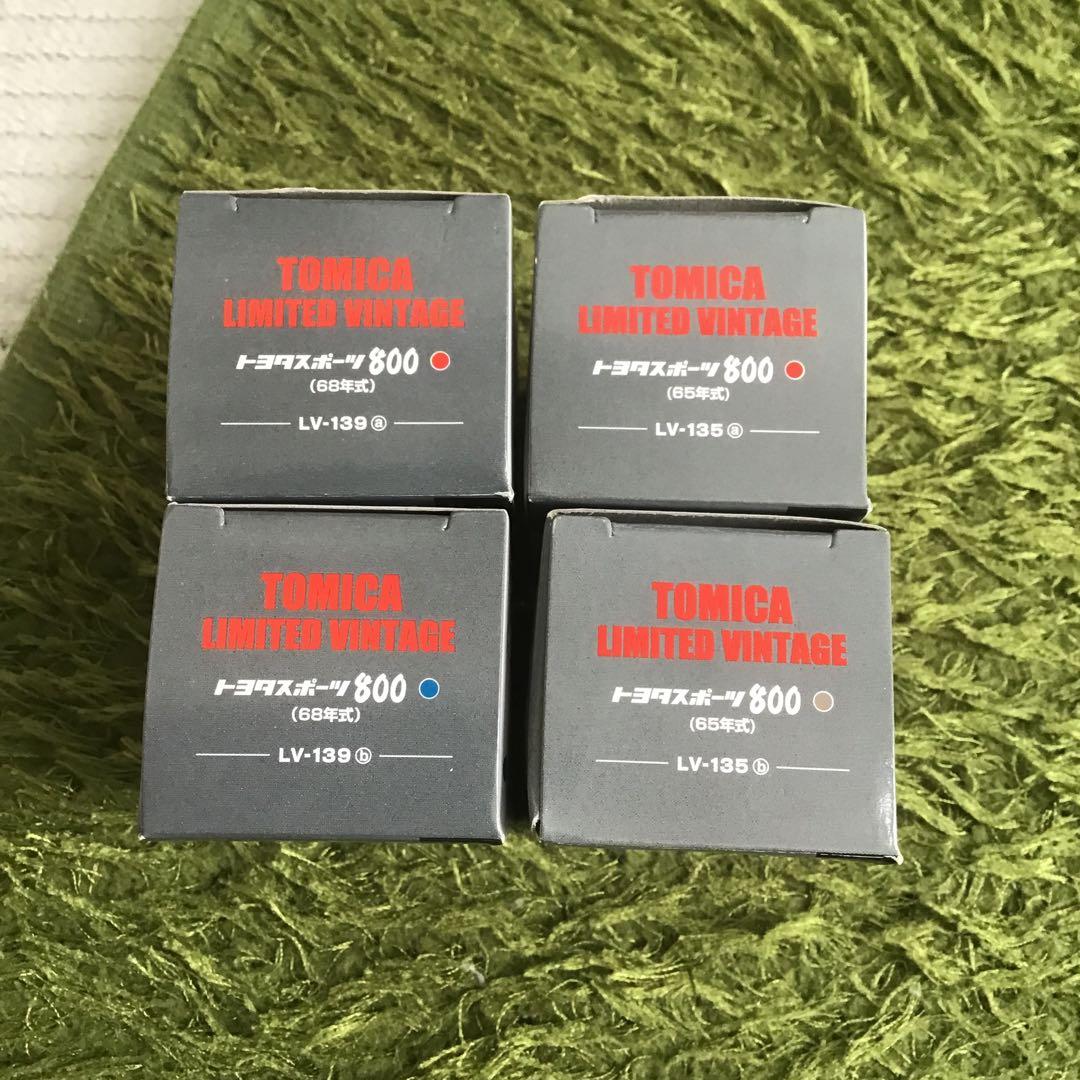 TOMICA
LIMITED VINTAGE
トヨタスポーツ800
(68年式)
LV-139 ⓐ
TOMICA
LIMITED VINTAGE
トヨタスポーツ800
(65年式)
LV-135 ⓐ
TOMICA
LIMITED VINTAGE
トヨタスポーツ800
(68年式)
LV-139 ⓑ
TOMICA
LIMITED VINTAGE
トヨタスポーツ800
(65年式)
LV-135 ⓑ